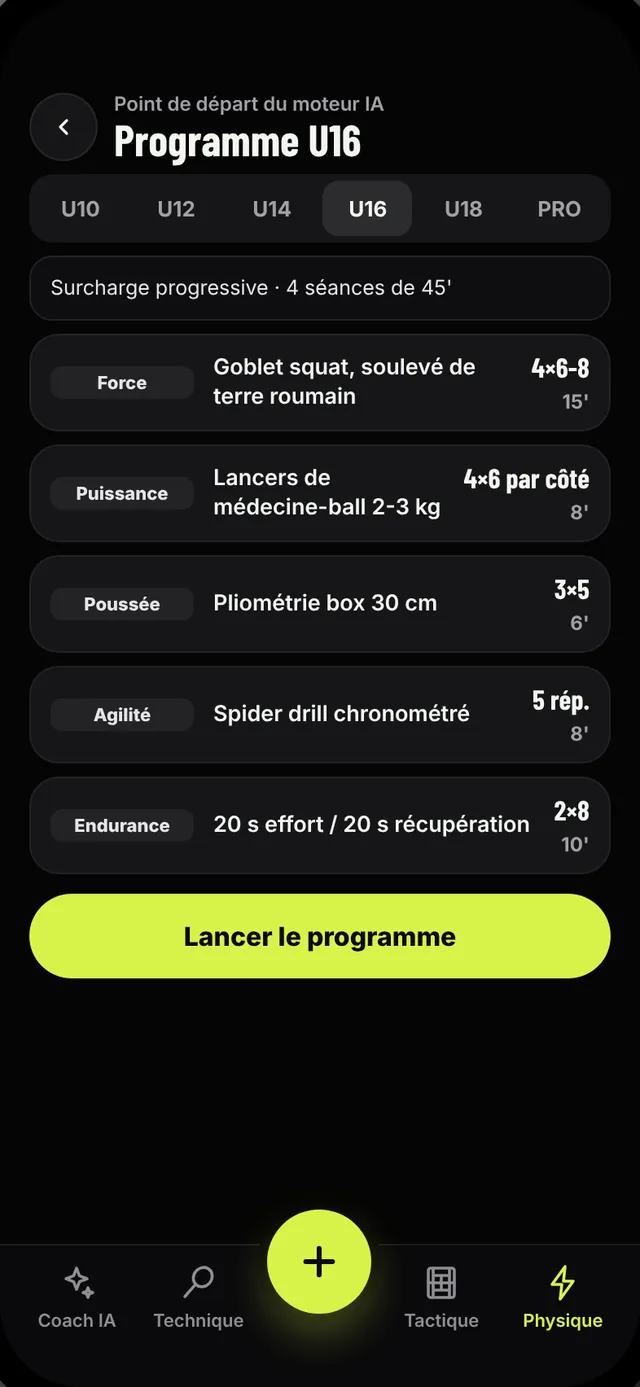 Point de départ du moteur IA
Programme U16
U10 U12 U14 U16 U18 PRO
Surcharge progressive · 4 séances de 45'
Force
Goblet squat, soulevé de
terre roumain
4×6-8
15'
Puissance
Lancers de
médecine-ball 2-3 kg
4×6 par côté
8'
Poussée
Pliométrie box 30 cm
3×5
6'
Agilité
Spider drill chronométré
5 rép.
8'
Endurance
20 s effort / 20 s récupération
2×8
10'
Lancer le programme
Coach IA Technique Tactique Physique